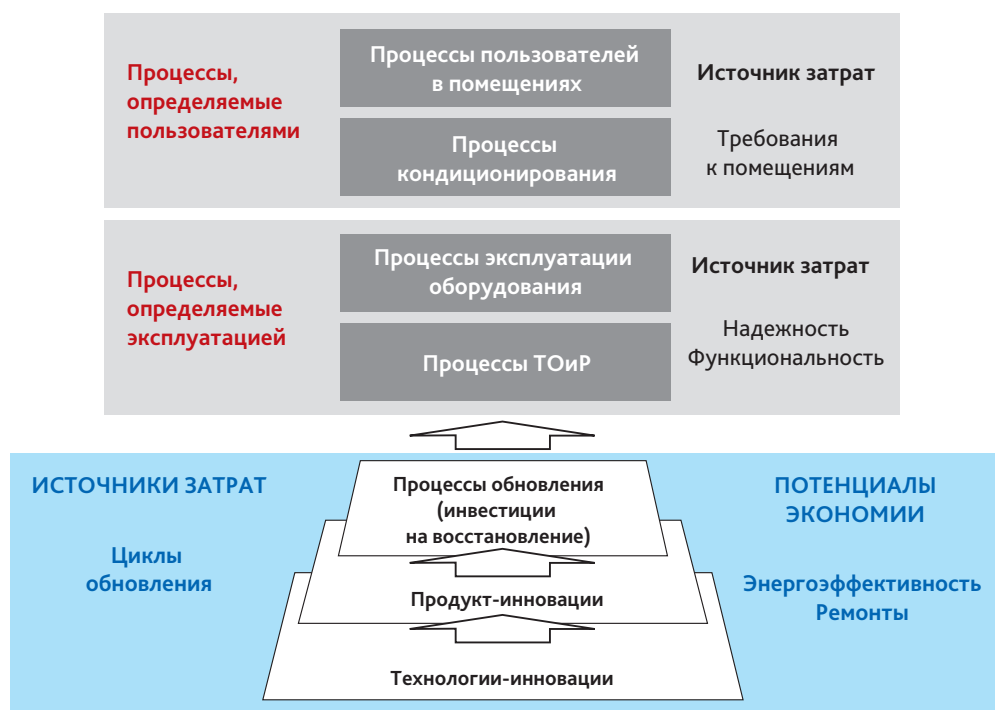 Процессы,
определяемые
пользователями
Процессы пользователей
в помещениях
Процессы
кондиционирования
Источник затрат
Требования
к помещениям
Процессы,
определяемые
эксплуатацией
Процессы эксплуатации
оборудования
Процессы ТОиР
Источник затрат
Надежность
Функциональность
ИСТОЧНИКИ ЗАТРАТ
Циклы
обновления
Процессы обновления
(инвестиции
на восстановление)
Продукт-инновации
Технологии-инновации
ПОТЕНЦИАЛЫ
ЭКОНОМИИ
Энергоэффективность
Ремонты